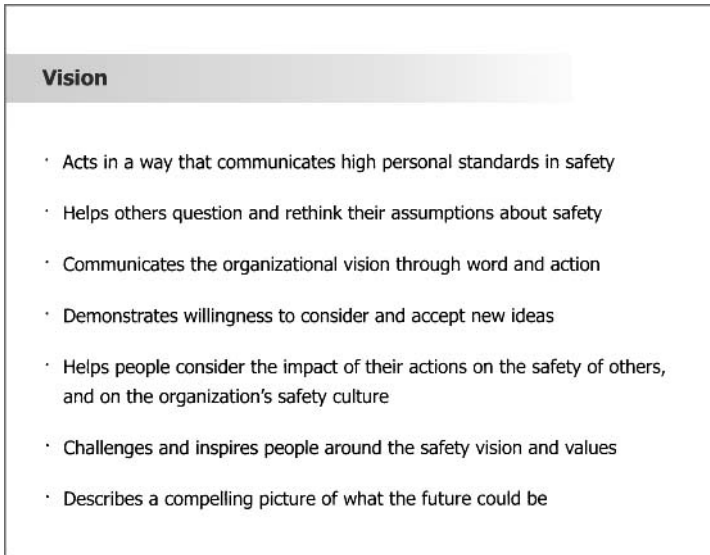 Vision
· Acts in a way that communicates high personal standards in safety
· Helps others question and rethink their assumptions about safety
· Communicates the organizational vision through word and action
· Demonstrates willingness to consider and accept new ideas
· Helps people consider the impact of their actions on the safety of others,
and on the organization’s safety culture
· Challenges and inspires people around the safety vision and values
· Describes a compelling picture of what the future could be